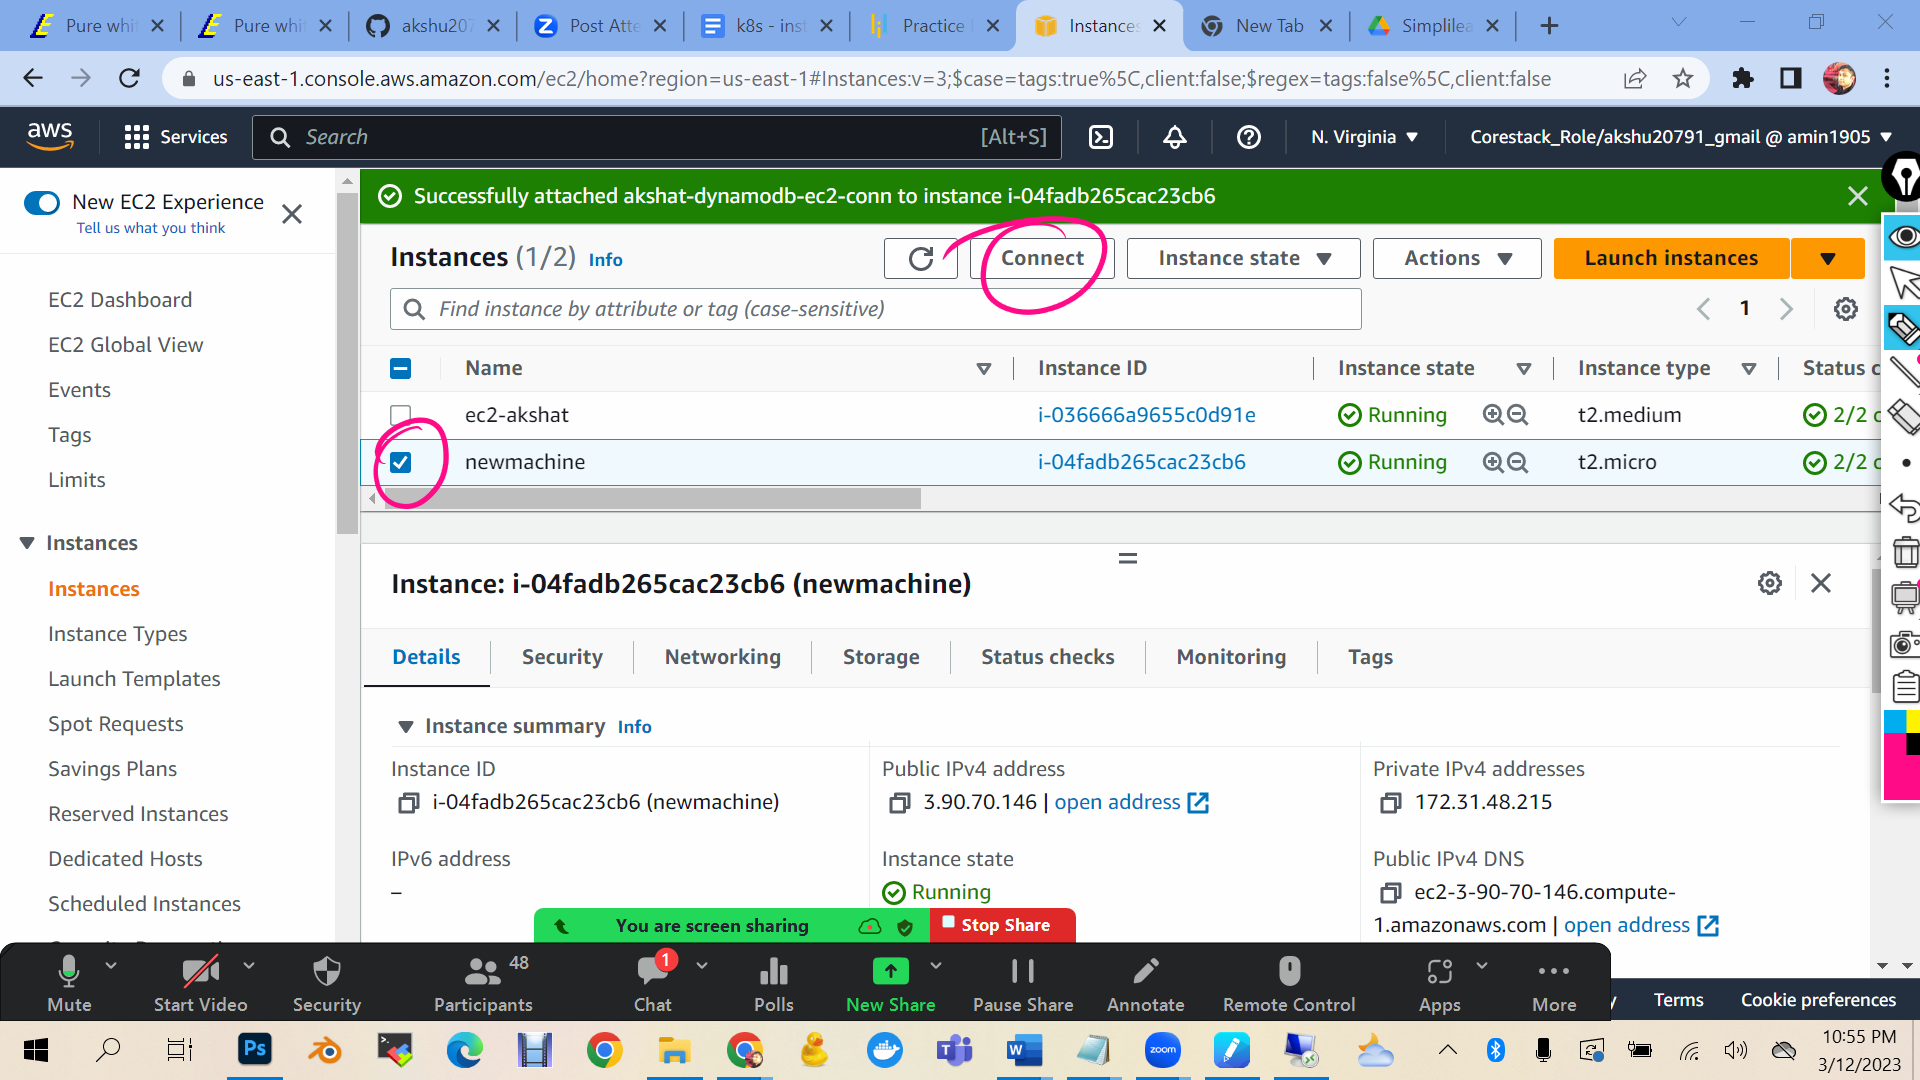 Pure whi
Pure whi
akshu207
Post Atte
k8s - inst
Practice
Instances
New Tab
Simplilea
us-east-1.console.aws.amazon.com/ec2/home?region=us-east-1#Instances:v=3;$case=tags:true%5C,client:false;$regex=tags:false%5C,client:false
aws
Services
Search
[Alt+S]
N. Virginia
Corestack_Role/akshu20791_gmail @ amin1905
New EC2 Experience
Tell us what you think
EC2 Dashboard
EC2 Global View
Events
Tags
Limits
Instances
Instances
Instance Types
Launch Templates
Spot Requests
Savings Plans
Reserved Instances
Dedicated Hosts
Scheduled Instances
Successfully attached akshat-dynamodb-ec2-conn to instance i-04fadb265cac23cb6
Instances (1/2) Info
Connect
Instance state
Actions
Launch instances
Find instance by attribute or tag (case-sensitive)
1
Name Instance ID Instance state Instance type Status c
ec2-akshat i-036666a9655c0d91e Running t2.medium 2/2 c
newmachine i-04fadb265cac23cb6 Running t2.micro 2/2 c
Instance: i-04fadb265cac23cb6 (newmachine)
Details Security Networking Storage Status checks Monitoring Tags
Instance summary Info
Instance ID
i-04fadb265cac23cb6 (newmachine)
Public IPv4 address
3.90.70.146 | open address
Private IPv4 addresses
172.31.48.215
IPv6 address
–
Instance state
Running
Public IPv4 DNS
ec2-3-90-70-146.compute-
1.amazonaws.com | open address
You are screen sharing
Stop Share
Mute
Start Video
Security
48
Participants
1
Chat
Polls
New Share
Pause Share
Annotate
Remote Control
Apps
More
Terms
Cookie preferences
Ps
W
zoom
10:55 PM
3/12/2023